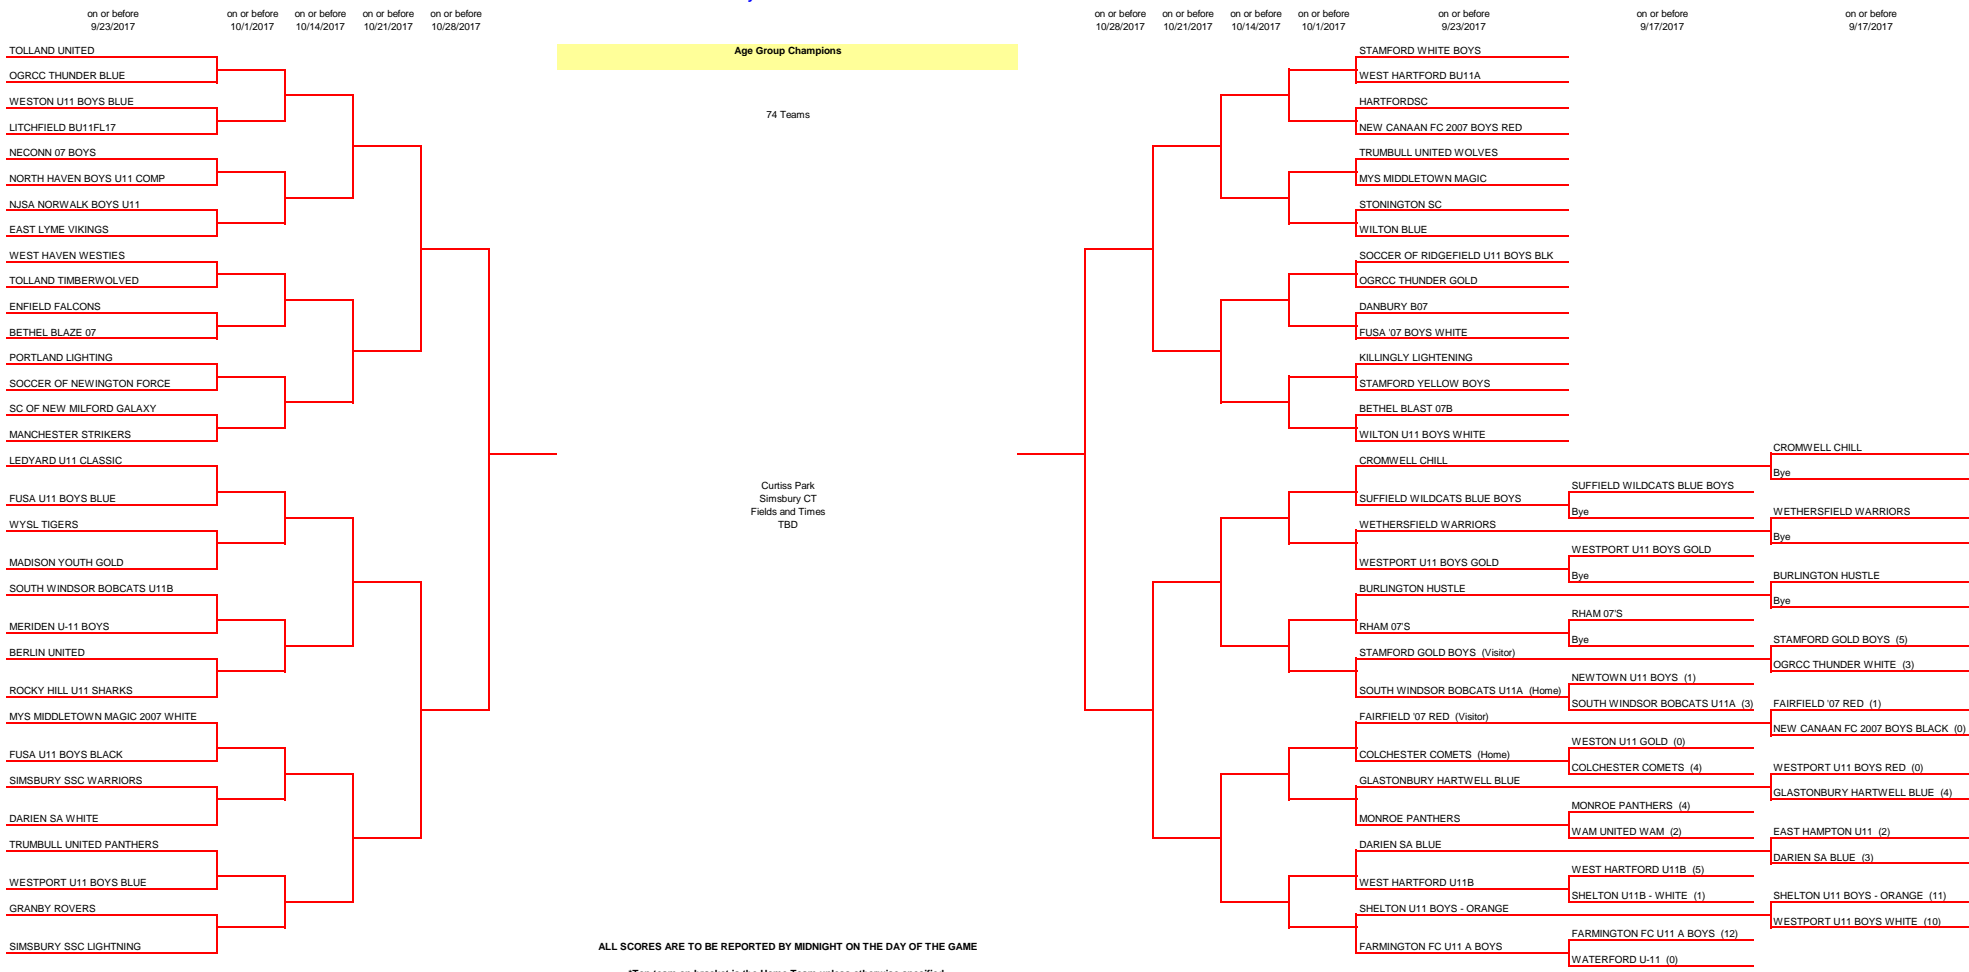 on or before on or before on or before on or before on or before
9/23/2017 10/1/2017 10/14/2017 10/21/2017 10/28/2017
TOLLAND UNITED
OGRCC THUNDER BLUE
WESTON U11 BOYS BLUE
LITCHFIELD BU11FL17
NECONN 07 BOYS
NORTH HAVEN BOYS U11 COMP
NJSA NORWALK BOYS U11
EAST LYME VIKINGS
WEST HAVEN WESTIES
TOLLAND TIMBERWOLVED
ENFIELD FALCONS
BETHEL BLAZE 07
PORTLAND LIGHTING
SOCCER OF NEWINGTON FORCE
SC OF NEW MILFORD GALAXY
MANCHESTER STRIKERS
LEDYARD U11 CLASSIC
FUSA U11 BOYS BLUE
WYSL TIGERS
MADISON YOUTH GOLD
SOUTH WINDSOR BOBCATS U11B
MERIDEN U-11 BOYS
BERLIN UNITED
ROCKY HILL U11 SHARKS
MYS MIDDLETOWN MAGIC 2007 WHITE
FUSA U11 BOYS BLACK
SIMSBURY SSC WARRIORS
DARIEN SA WHITE
TRUMBULL UNITED PANTHERS
WESTPORT U11 BOYS BLUE
GRANBY ROVERS
SIMSBURY SSC LIGHTNING
Age Group Champions
74 Teams
Curtiss Park
Simsbury CT
Fields and Times
TBD
ALL SCORES ARE TO BE REPORTED BY MIDNIGHT ON THE DAY OF THE GAME
*Top team on bracket is the Home Team unless otherwise specified
on or before on or before on or before on or before on or before on or before on or before
10/28/2017 10/21/2017 10/14/2017 10/1/2017 9/23/2017 9/17/2017 9/17/2017
STAMFORD WHITE BOYS
WEST HARTFORD BU11A
HARTFORDSC
NEW CANAAN FC 2007 BOYS RED
TRUMBULL UNITED WOLVES
MYS MIDDLETOWN MAGIC
STONINGTON SC
WILTON BLUE
SOCCER OF RIDGEFIELD U11 BOYS BLK
OGRCC THUNDER GOLD
DANBURY B07
FUSA '07 BOYS WHITE
KILLINGLY LIGHTENING
STAMFORD YELLOW BOYS
BETHEL BLAST 07B
WILTON U11 BOYS WHITE
CROMWELL CHILL
SUFFIELD WILDCATS BLUE BOYS
WETHERSFIELD WARRIORS
WESTPORT U11 BOYS GOLD
BURLINGTON HUSTLE
RHAM 07'S
STAMFORD GOLD BOYS (Visitor)
SOUTH WINDSOR BOBCATS U11A (Home)
FAIRFIELD '07 RED (Visitor)
COLCHESTER COMETS (Home)
GLASTONBURY HARTWELL BLUE
MONROE PANTHERS
DARIEN SA BLUE
WEST HARTFORD U11B
SHELTON U11 BOYS - ORANGE
FARMINGTON FC U11 A BOYS
SUFFIELD WILDCATS BLUE BOYS
Bye
WESTPORT U11 BOYS GOLD
Bye
RHAM 07'S
Bye
NEWTOWN U11 BOYS (1)
SOUTH WINDSOR BOBCATS U11A (3)
WESTON U11 GOLD (0)
COLCHESTER COMETS (4)
MONROE PANTHERS (4)
WAM UNITED WAM (2)
WEST HARTFORD U11B (5)
SHELTON U11B - WHITE (1)
FARMINGTON FC U11 A BOYS (12)
WATERFORD U-11 (0)
CROMWELL CHILL
Bye
WETHERSFIELD WARRIORS
Bye
BURLINGTON HUSTLE
Bye
STAMFORD GOLD BOYS (5)
OGRCC THUNDER WHITE (3)
FAIRFIELD '07 RED (1)
NEW CANAAN FC 2007 BOYS BLACK (0)
WESTPORT U11 BOYS RED (0)
GLASTONBURY HARTWELL BLUE (4)
EAST HAMPTON U11 (2)
DARIEN SA BLUE (3)
SHELTON U11 BOYS - ORANGE (11)
WESTPORT U11 BOYS WHITE (10)